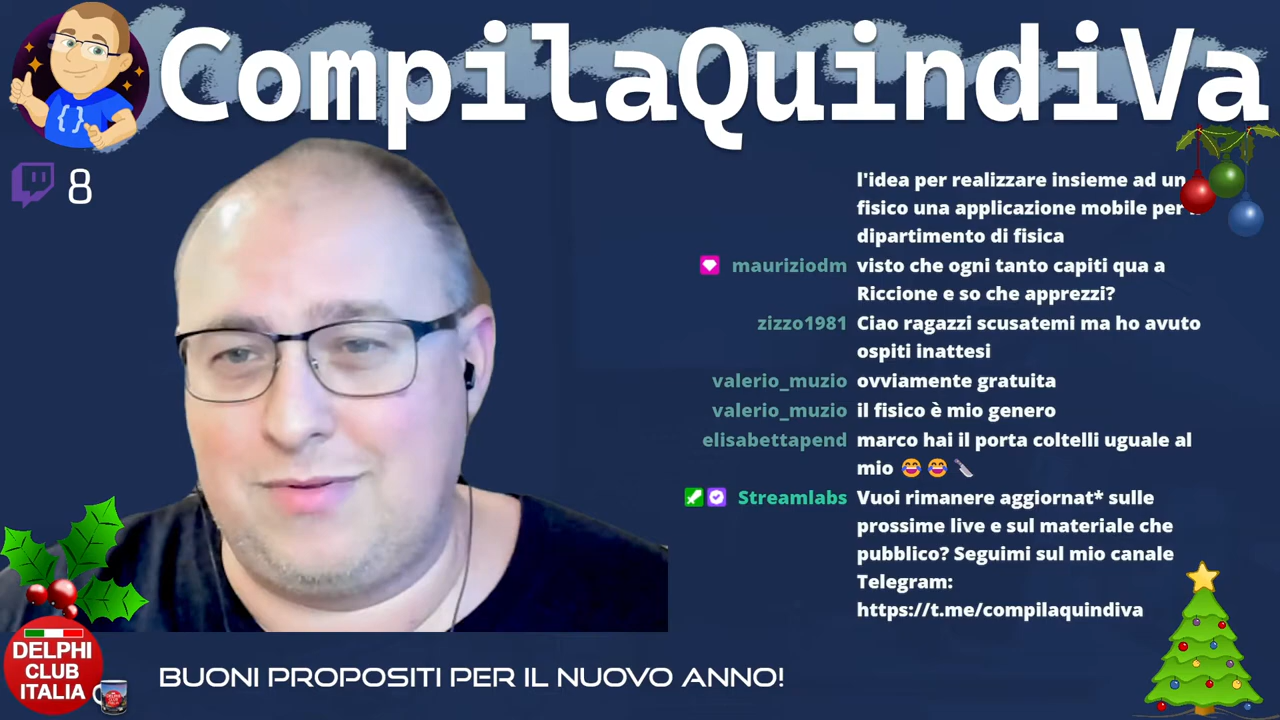 CompilaQuindiVa
{ }
8
l'idea per realizzare insieme ad un
fisico una applicazione mobile per
dipartimento di fisica
mauriziodm visto che ogni tanto capiti qua a
Riccione e so che apprezzi?
zizzo1981 Ciao ragazzi scusatemi ma ho avuto
ospiti inattesi
valerio_muzio ovviamente gratuita
valerio_muzio il fisico è mio genero
elisabettapend marco hai il porta coltelli uguale al
mio 😂 😂 🔪
Streamlabs Vuoi rimanere aggiornat* sulle
prossime live e sul materiale che
pubblico? Seguimi sul mio canale
Telegram:
https://t.me/compilaquindiva
DELPHI
CLUB
ITALIA
BUONI PROPOSITI PER IL NUOVO ANNO!